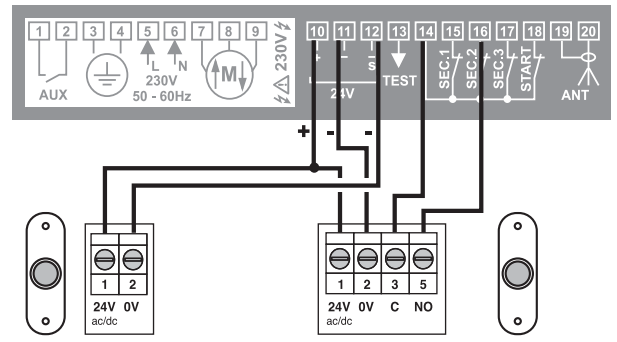 1 2 3 4 5 6 7 8 9 10 11 12 13 14 15 16 17 18 19 20
AUX
L N
230V
50 - 60Hz
M
230V
+ - -
S
24V
TEST
SEC.1
SEC.2
SEC.3
START
ANT
+ - -
1 2
24V 0V
ac/dc
1 2 3 5
24V 0V C NO
ac/dc